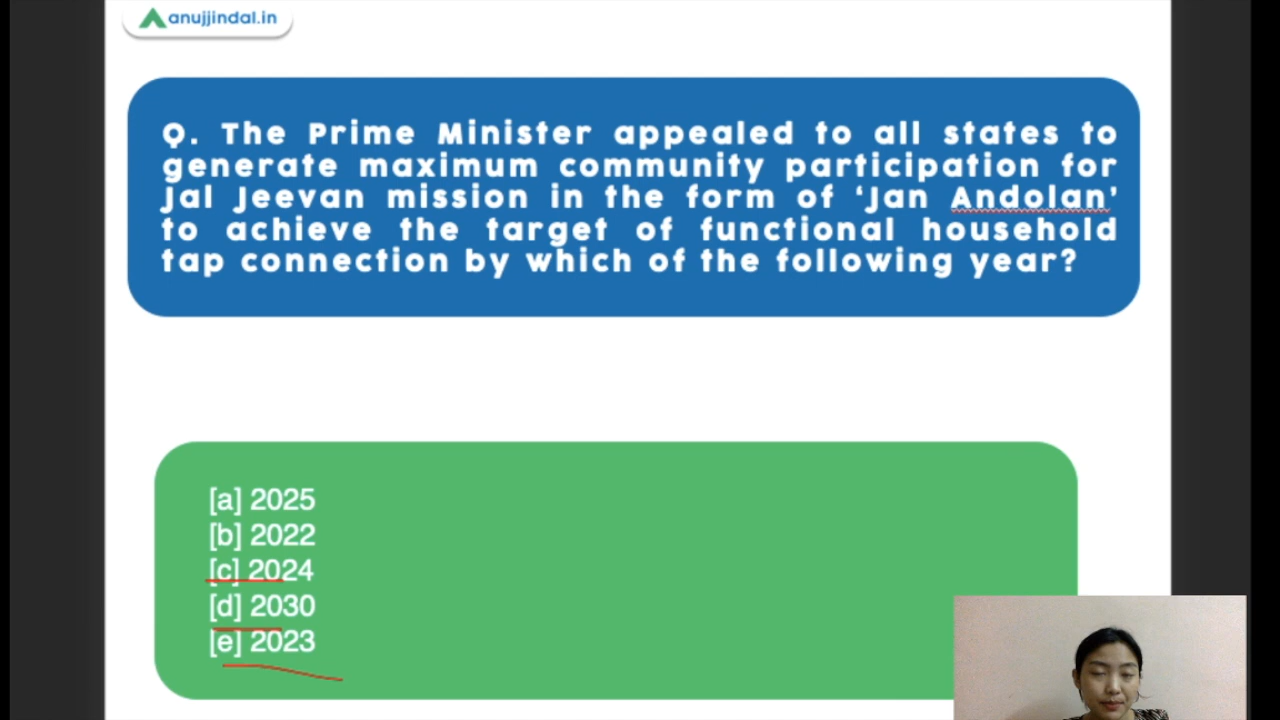 anujjindal.in
Q. The Prime Minister appealed to all states to
generate maximum community participation for
Jal Jeevan mission in the form of ‘Jan Andolan’
to achieve the target of functional household
tap connection by which of the following year?
[a] 2025
[b] 2022
[c] 2024
[d] 2030
[e] 2023